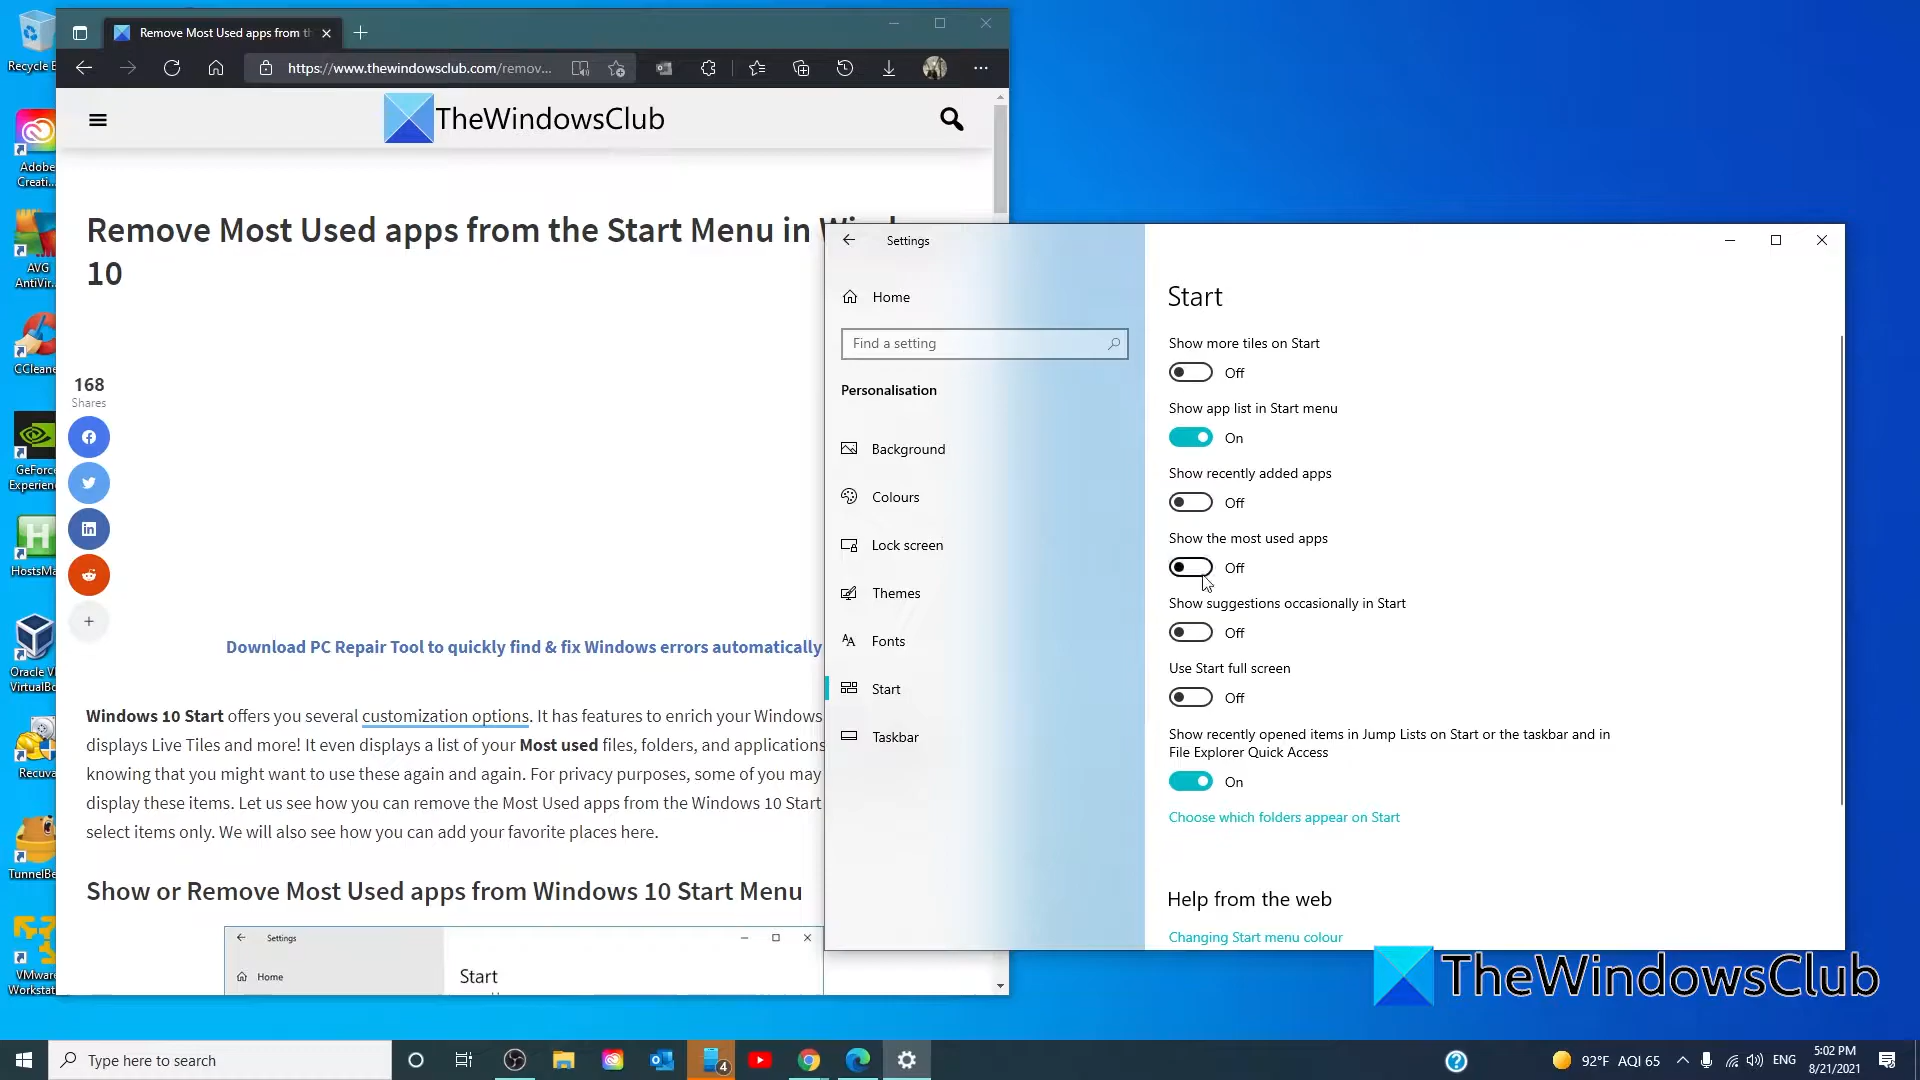 Recycle
Adobe
Creati...
AVG
AntiVir...
CCleane
GeForce
Experien
HostsMa
Oracle V
VirtualBo
Recuva
TunnelBe
VMware
Workstat
Remove Most Used apps from th
https://www.thewindowsclub.com/remov...
TheWindowsClub
Remove Most Used apps from the Start Menu in
10
168
Shares
Download PC Repair Tool to quickly find & fix Windows errors automatically
Windows 10 Start offers you several customization options. It has features to enrich your Windows
displays Live Tiles and more! It even displays a list of your Most used files, folders, and applications
knowing that you might want to use these again and again. For privacy purposes, some of you may
display these items. Let us see how you can remove the Most Used apps from the Windows 10 Start
select items only. We will also see how you can add your favorite places here.
Show or Remove Most Used apps from Windows 10 Start Menu
Settings
Home
Start
Settings
Home
Find a setting
Personalisation
Background
Colours
Lock screen
Themes
Fonts
Start
Taskbar
Start
Show more tiles on Start
Off
Show app list in Start menu
On
Show recently added apps
Off
Show the most used apps
Off
Show suggestions occasionally in Start
Off
Use Start full screen
Off
Show recently opened items in Jump Lists on Start or the taskbar and in
File Explorer Quick Access
On
Choose which folders appear on Start
Help from the web
Changing Start menu colour
TheWindowsClub
Type here to search
4
92°F AQI 65
ENG
5:02 PM
8/21/2021